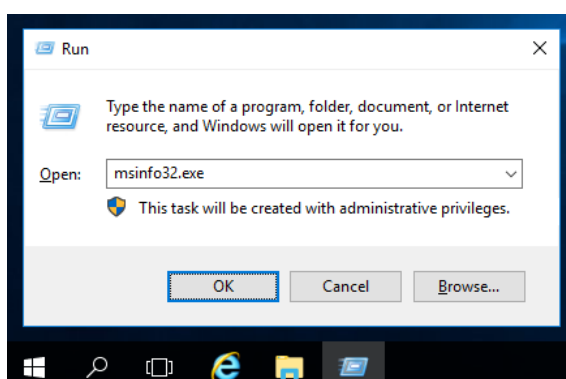 Run
Type the name of a program, folder, document, or Internet
resource, and Windows will open it for you.
Open:
msinfo32.exe
This task will be created with administrative privileges.
OK
Cancel
Browse...